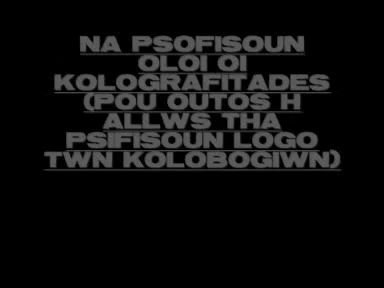 NA PSOFISOUN
OLOI OI
KOLOGRAFITADES
(POU OUTOS H
ALLWS THA
PSIFISOUN LOGO
TWN KOLOBOGIWN)